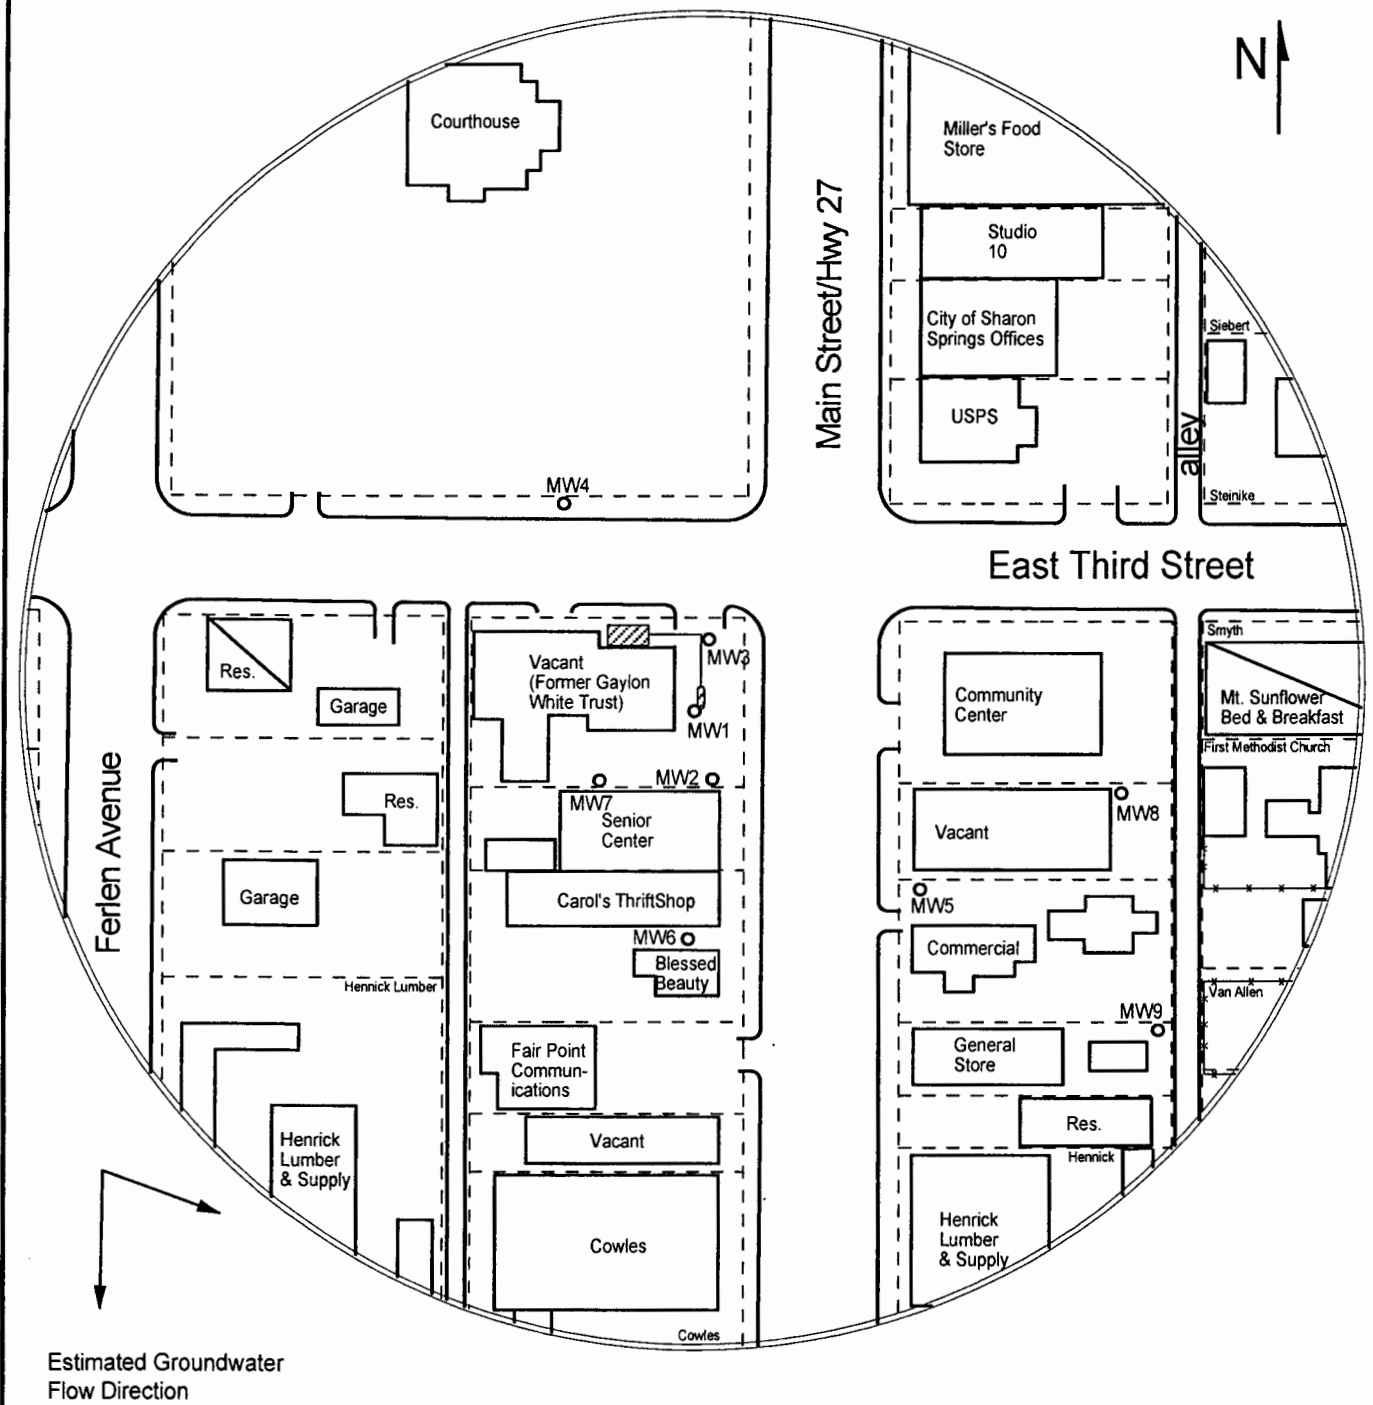 N
Courthouse
Miller's Food
Store
Main Street/Hwy 27
Studio
10
City of Sharon
Springs Offices
Siebert
USPS
alley
MW4
Steinike
East Third Street
Res.
Garage
Vacant
(Former Gaylon
White Trust)
MW3
MW1
Community
Center
Smyth
Mt. Sunflower
Bed & Breakfast
First Methodist Church
Ferlen Avenue
Res.
MW2
MW7
Senior
Center
Vacant
MW8
Garage
Carol's ThriftShop
MW5
MW6
Blessed
Beauty
Commercial
Hennick Lumber
Van Allen
MW9
Fair Point
Commun-
ications
General
Store
Vacant
Res.
Hennick
Henrick
Lumber
& Supply
Cowles
Henrick
Lumber
& Supply
Cowles
Estimated Groundwater
Flow Direction